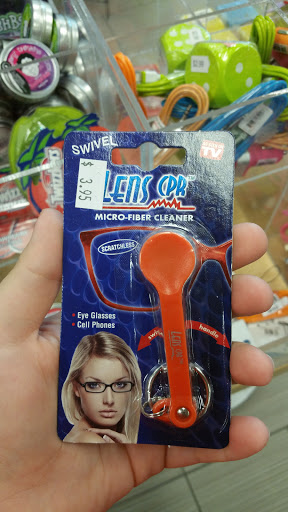 SWIVEL
AS SEEN ON
TV
$ 3.95
LENS CPR
MICRO-FIBER CLEANER
SCRATCHLESS
• Eye Glasses
• Cell Phones
handle